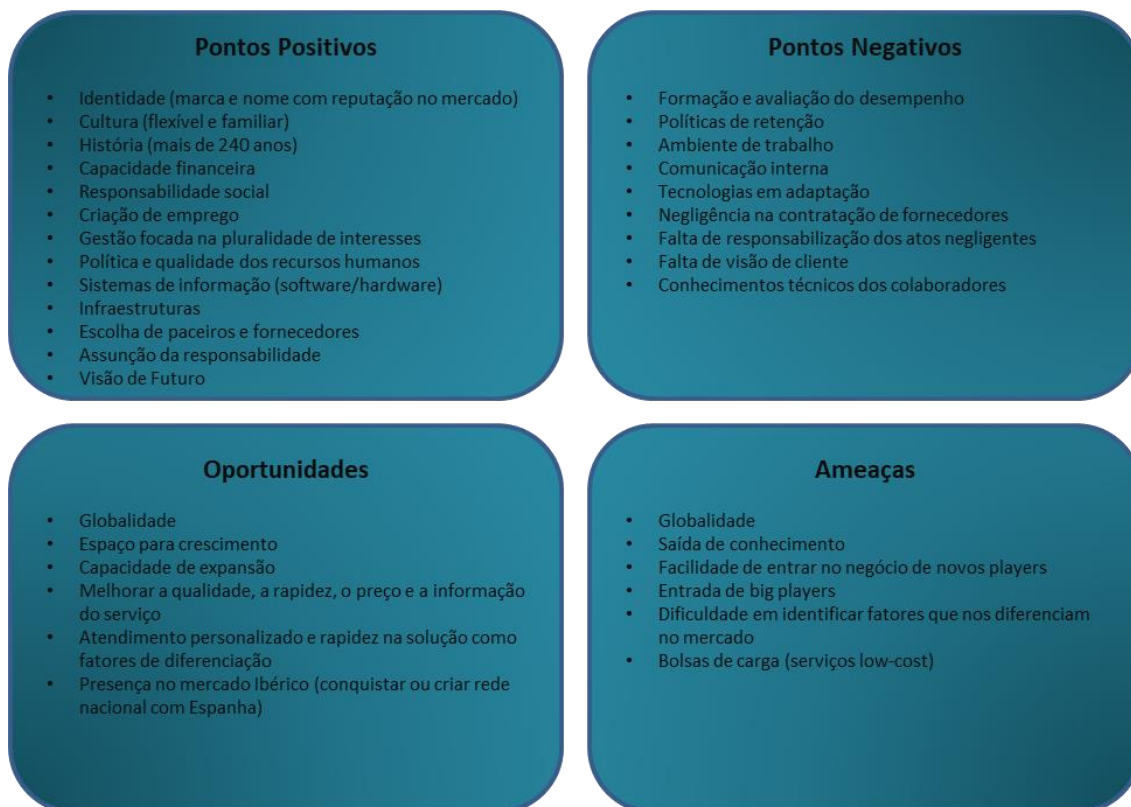 Pontos Positivos
• Identidade (marca e nome com reputação no mercado)
• Cultura (flexível e familiar)
• História (mais de 240 anos)
• Capacidade financeira
• Responsabilidade social
• Criação de emprego
• Gestão focada na pluralidade de interesses
• Política e qualidade dos recursos humanos
• Sistemas de informação (software/hardware)
• Infraestruturas
• Escolha de paceiros e fornecedores
• Assunção da responsabilidade
• Visão de Futuro
Pontos Negativos
• Formação e avaliação do desempenho
• Políticas de retenção
• Ambiente de trabalho
• Comunicação interna
• Tecnologias em adaptação
• Negligência na contratação de fornecedores
• Falta de responsabilização dos atos negligentes
• Falta de visão de cliente
• Conhecimentos técnicos dos colaboradores
Oportunidades
• Globalidade
• Espaço para crescimento
• Capacidade de expansão
• Melhorar a qualidade, a rapidez, o preço e a informação
do serviço
• Atendimento personalizado e rapidez na solução como
fatores de diferenciação
• Presença no mercado Ibérico (conquistar ou criar rede
nacional com Espanha)
Ameaças
• Globalidade
• Saída de conhecimento
• Facilidade de entrar no negócio de novos players
• Entrada de big players
• Dificuldade em identificar fatores que nos diferenciam
no mercado
• Bolsas de carga (serviços low-cost)